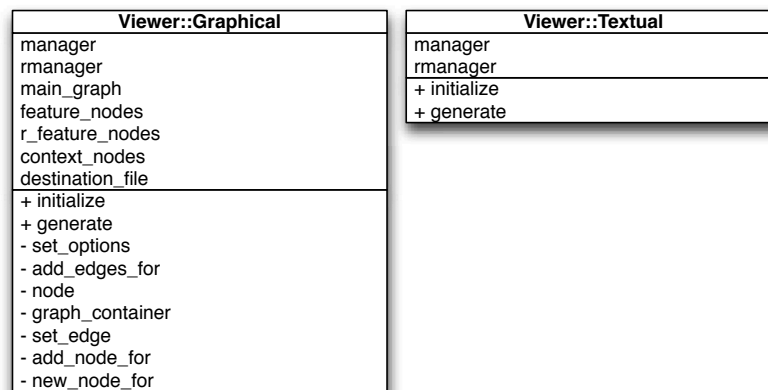 Viewer::Graphical
manager
rmanager
main_graph
feature_nodes
r_feature_nodes
context_nodes
destination_file
+ initialize
+ generate
- set_options
- add_edges_for
- node
- graph_container
- set_edge
- add_node_for
- new_node_for
Viewer::Textual
manager
rmanager
+ initialize
+ generate